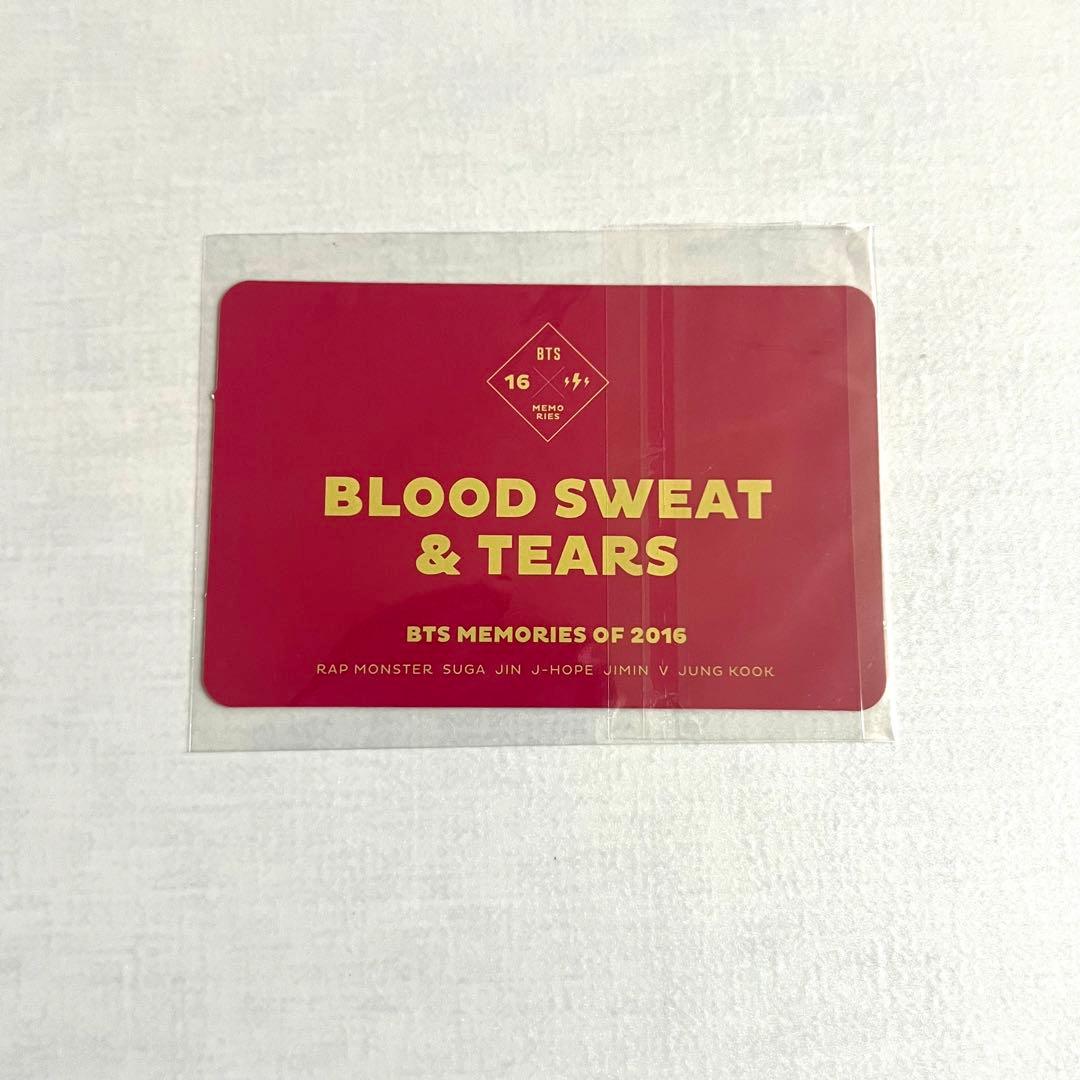 BTS
16
MEMO
RIES
BLOOD SWEAT
& TEARS
BTS MEMORIES OF 2016
RAP MONSTER SUGA JIN J-HOPE JIMIN V JUNG KOOK